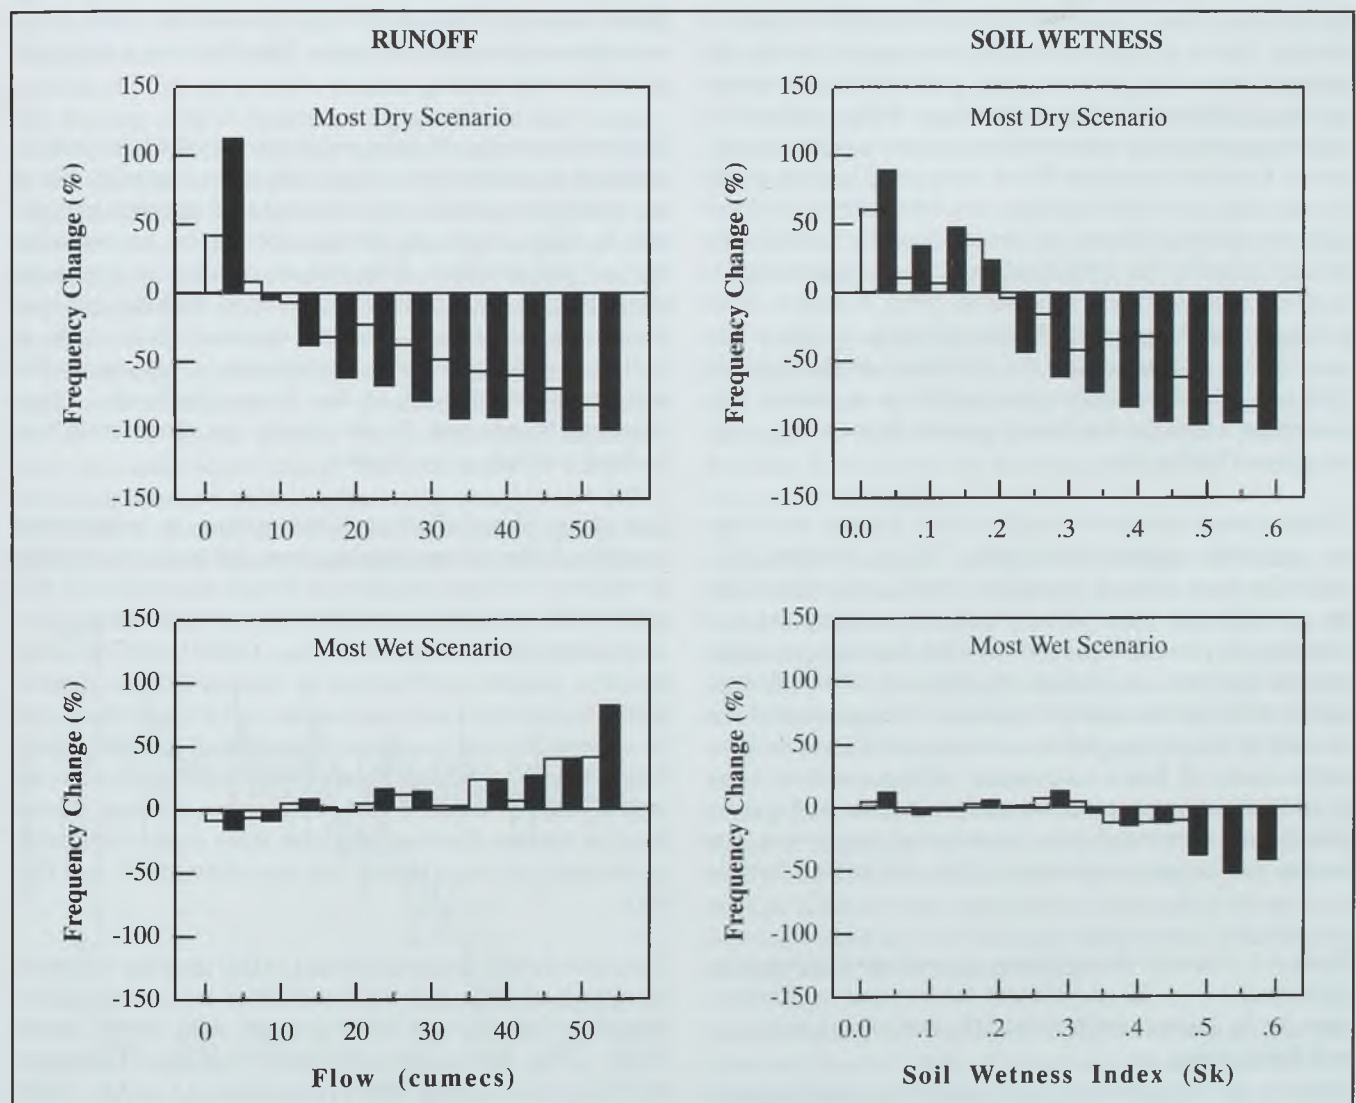 RUNOFF
Most Dry Scenario
Frequency Change (%)
150
100
50
0
-50
-100
-150
0 10 20 30 40 50
SOIL WETNESS
Most Dry Scenario
Frequency Change (%)
150
100
50
0
-50
-100
-150
0.0 .1 .2 .3 .4 .5 .6
Most Wet Scenario
Frequency Change (%)
150
100
50
0
-50
-100
-150
0 10 20 30 40 50
Flow (cumecs)
Most Wet Scenario
Frequency Change (%)
150
100
50
0
-50
-100
-150
0.0 .1 .2 .3 .4 .5 .6
Soil Wetness Index (Sk)